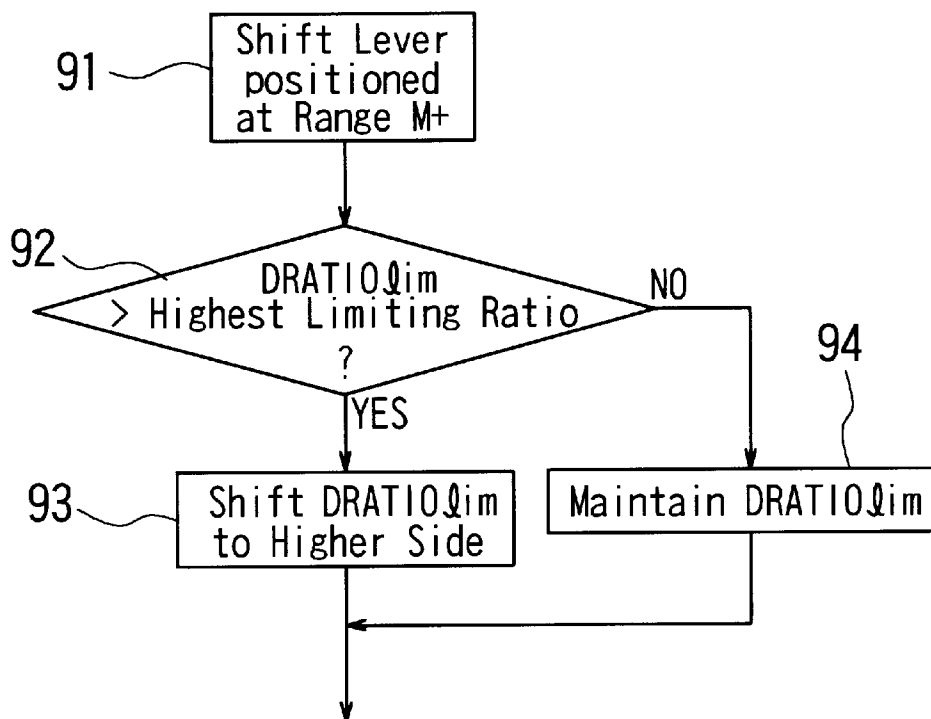 91
Shift Lever
positioned
at Range M+
92
DRATIOlim
> Highest Limiting Ratio
?
NO
YES
94
93
Shift DRATIOlim
to Higher Side
Maintain DRATIOlim